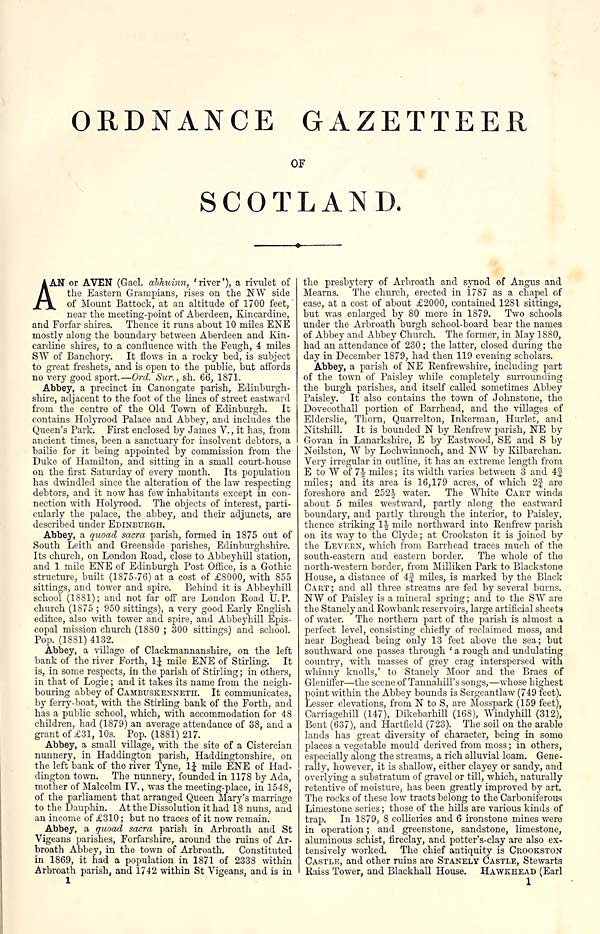 ORDNANCE GAZETTEER
OF
SCOTLAND.
AAN or AVEN (Gael. abhuinn, 'river'), a rivulet of
the Eastern Grampians, rises on the NW side
of Mount Battock, at an altitude of 1700 feet,
near the meeting-point of Aberdeen, Kincardine,
and Forfar shires. Thence it runs about 10 miles ENE
mostly along the boundary between Aberdeen and Kin-
cardine shires, to a confluence with the Feugh, 4 miles
SW of Banchory. It flows in a rocky bed, is subject
to great freshets, and is open to the public, but affords
no very good sport.—Ord. Sur., sh. 66, 1871.
Abbey, a precinct in Canongate parish, Edinburgh-
shire, adjacent to the foot of the lines of street eastward
from the centre of the Old Town of Edinburgh. It
contains Holyrood Palace and Abbey, and includes the
Queen's Park. First enclosed by James V., it has, from
ancient times, been a sanctuary for insolvent debtors, a
bailie for it being appointed by commission from the
Duke of Hamilton, and sitting in a small court-house
on the first Saturday of every month. Its population
has dwindled since the alteration of the law respecting
debtors, and it now has few inhabitants except in con-
nection with Holyrood. The objects of interest, parti-
cularly the palace, the abbey, and their adjuncts, are
described under EDINBURGH.
Abbey, a quoad sacra parish, formed in 1875 out of
South Leith and Greenside parishes, Edinburghshire.
Its church, on London Road, close to Abbeyhill station,
and 1 mile ENE of Edinburgh Post Office, is a Gothic
structure, built (1875-76) at a cost of £8000, with 855
sittings, and tower and spire. Behind it is Abbeyhill
school (1881); and not far off are London Road U.P.
church (1875; 950 sittings), a very good Early English
edifice, also with tower and spire, and Abbeyhill Epis-
copal mission church (1880; 300 sittings) and school.
Pop. (1881) 4132.
Abbey, a village of Clackmannanshire, on the left
bank of the river Forth, 1¼ mile ENE of Stirling. It
is, in some respects, in the parish of Stirling; in others,
in that of Logie; and it takes its name from the neigh-
bouring abbey of CAMBUSKENNETH. It communicates,
by ferry-boat, with the Stirling bank of the Forth, and
has a public school, which, with accommodation for 48
children, had (1879) an average attendance of 38, and a
grant of £31, 10s. Pop. (1881) 217.
Abbey, a small village, with the site of a Cistercian
nunnery, in Haddington parish, Haddingtonshire, on
the left bank of the river Tyne, 1¼ mile ENE of Had-
dington town. The nunnery, founded in 1178 by Ada,
mother of Malcolm IV., was the meeting-place, in 1548,
of the parliament that arranged Queen Mary's marriage
to the Dauphin. At the Dissolution it had 18 nuns, and
an income of £310; but no traces of it now remain.
Abbey, a quoad sacra parish in Arbroath and St
Vigeans parishes, Forfarshire, around the ruins of Ar-
broath Abbey, in the town of Arbroath. Constituted
in 1869, it had a population in 1871 of 2338 within
Arbroath parish, and 1742 within St Vigeans, and is in
1
the presbytery of Arbroath and synod of Angus and
Mearns. The church, erected in 1787 as a chapel of
ease, at a cost of about £2000, contained 1281 sittings,
but was enlarged by 80 more in 1879. Two schools
under the Arbroath burgh school-board bear the names
of Abbey and Abbey Church. The former, in May 1880,
had an attendance of 230; the latter, closed during the
day in December 1879, had then 119 evening scholars.
Abbey, a parish of NE Renfrewshire, including part
of the town of Paisley while completely surrounding
the burgh parishes, and itself called sometimes Abbey
Paisley. It also contains the town of Johnstone, the
Dovecothall portion of Barrhead, and the villages of
Elderslie, Thorn, Quarrelton, Inkerman, Hurlet, and
Nitshill. It is bounded N by Renfrew parish, NE by
Govan in Lanarkshire, E by Eastwood, SE and S by
Neilston, W by Lochwinnoch, and NW by Kilbarchan.
Very irregular in outline, it has an extreme length from
E to W of 7½ miles; its width varies between 3 and 4⅜
miles; and its area is 16,179 acres, of which 2⅜ are
foreshore and 252½ water. The White CART winds
about 5 miles westward, partly along the eastward
boundary, and partly through the interior, to Paisley,
thence striking 1½ mile northward into Renfrew parish
on its way to the Clyde; at Crookston it is joined by
the LEVERN, which from Barrhead traces much of the
south-eastern and eastern border. The whole of the
north-western border, from Milliken Park to Blackstone
House, a distance of 4⅜ miles, is marked by the Black
CART; and all three streams are fed by several burns.
NW of Paisley is a mineral spring; and to the SW are
the Stanely and Rowbank reservoirs, large artificial sheets
of water. The northern part of the parish is almost a
perfect level, consisting chiefly of reclaimed moss, and
near Boghead being only 13 feet above the sea; but
southward one passes through 'a rough and undulating
country, with masses of grey crag interspersed with
whinny knolls,' to Stanely Moor and the Braes of
Gleniffer—the scene of Tannahill's songs,—whose highest
point within the Abbey bounds is Sergeantlaw (749 feet).
Lesser elevations, from N to S, are Mosspark (159 feet),
Carriagehill (147), Dikebarhill (168), Windyhill (312),
Bent (637), and Hartfield (723). The soil on the arable
lands has great diversity of character, being in some
places a vegetable mould derived from moss; in others,
especially along the streams, a rich alluvial loam. Gene-
rally, however, it is shallow, either clayey or sandy, and
overlying a substratum of gravel or till, which, naturally
retentive of moisture, has been greatly improved by art.
The rocks of these low tracts belong to the Carboniferous
Limestone series; those of the hills are various kinds of
trap. In 1879, 8 collieries and 6 ironstone mines were
in operation; and greenstone, sandstone, limestone,
aluminous schist, fireclay, and potter's-clay are also ex-
tensively worked. The chief antiquity is CROOKSTON
CASTLE, and other ruins are STANELY CASTLE, Stewarts
Raiss Tower, and Blackhall House. HAWKHEAD (Earl
1